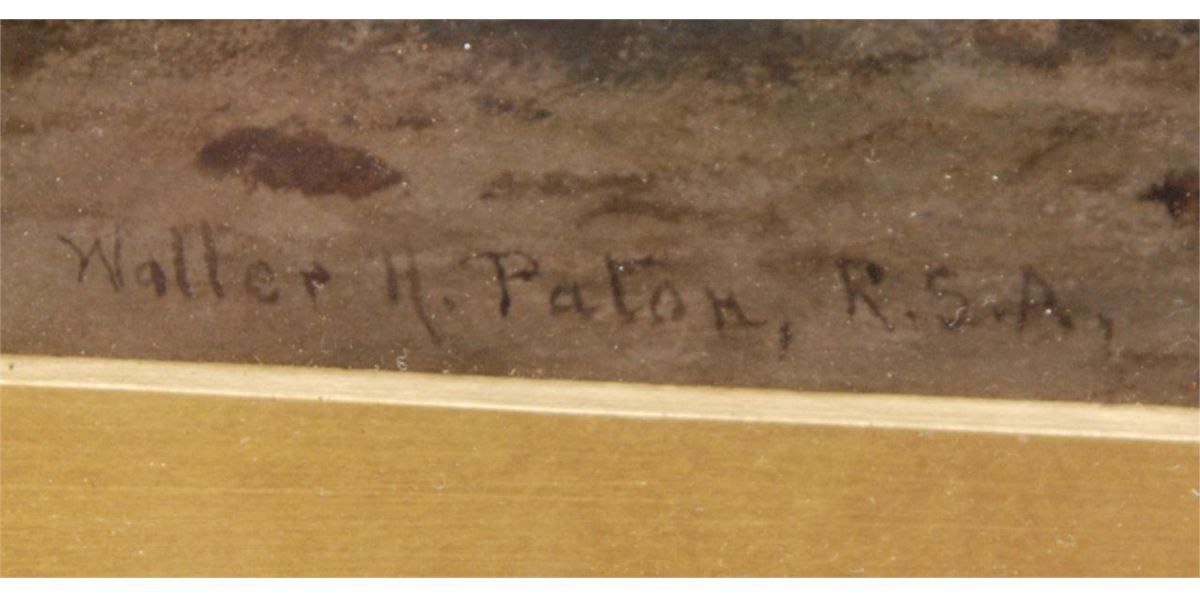 Walter H. Paton, R.S.A,